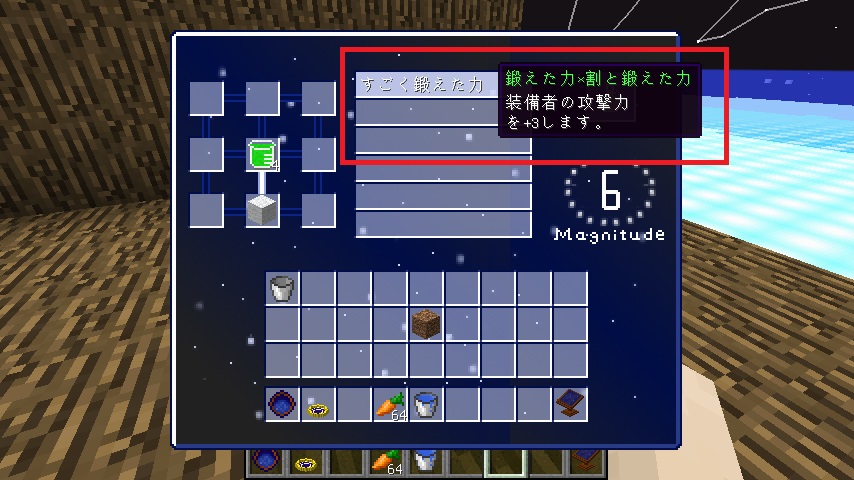 すごく鍛えた力
鍛えた力×割と鍛えた力
装備者の攻撃力
を+3します。
4
6
Magnitude
64
64